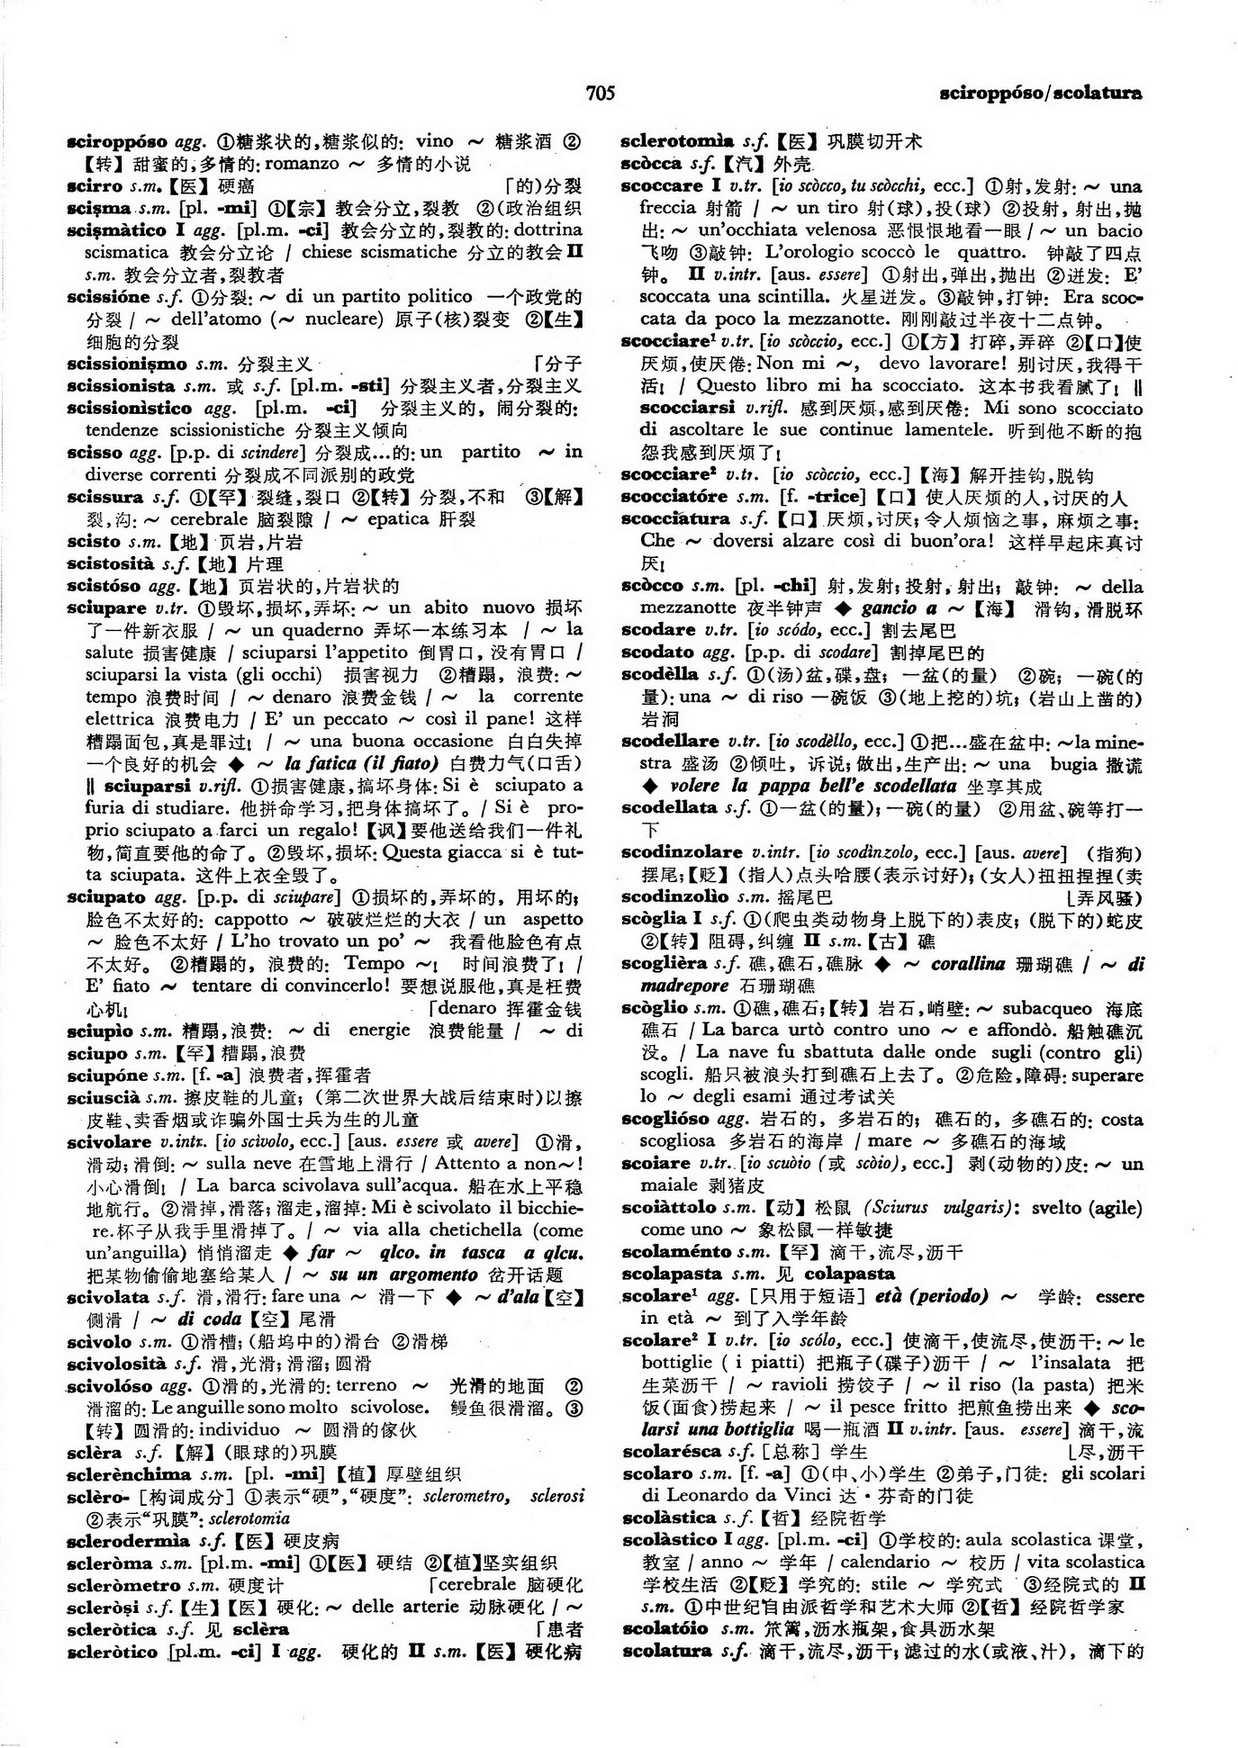 705
sciroppóso/scolatura
sciroppóso agg. ①糖浆状的,糖浆似的: vino ～ 糖浆酒 ②
【转】甜蜜的,多情的: romanzo ～ 多情的小说
scirro s.m.【医】硬癌 「的)分裂
scișma s.m. [pl. -mi] ①【宗】教会分立,裂教 ②(政治组织
scișmàtico I agg. [pl.m. -ci] 教会分立的,裂教的: dottrina
scismatica 教会分立论 / chiese scismatiche 分立的教会 II
s.m. 教会分立者,裂教者
scissióne s.f. ①分裂: ～ di un partito politico 一个政党的
分裂 / ～ dell'atomo (～ nucleare) 原子(核)裂变 ②【生】
细胞的分裂
scissionișmo s.m. 分裂主义 「分子
scissionista s.m. 或 s.f. [pl.m. -sti] 分裂主义者,分裂主义
scissionìstico agg. [pl.m. -ci] 分裂主义的, 闹分裂的:
tendenze scissionistiche 分裂主义倾向
scisso agg. [p.p. di scindere] 分裂成…的: un partito ～ in
diverse correnti 分裂成不同派别的政党
scissura s.f. ①【罕】裂缝,裂口 ②【转】分裂,不和 ③【解】
裂,沟: ～ cerebrale 脑裂隙 / ～ epatica 肝裂
scisto s.m.【地】页岩,片岩
scistosità s.f.【地】片理
scistóso agg.【地】页岩状的,片岩状的
sciupare v.tr. ①毁坏,损坏,弄坏: ～ un abito nuovo 损坏
了一件新衣服 / ～ un quaderno 弄坏一本练习本 / ～ la
salute 损害健康 / sciuparsi l'appetito 倒胃口, 没有胃口 /
sciuparsi la vista (gli occhi) 损害视力 ②糟蹋, 浪费: ～
tempo 浪费时间 / ～ denaro 浪费金钱 / ～ la corrente
elettrica 浪费电力 / E' un peccato ～ così il pane! 这样
糟蹋面包,真是罪过! / ～ una buona occasione 白白失掉
一个良好的机会 ◆ ～ la fatica (il fiato) 白费力气(口舌)
‖ sciuparsi v.rifl. ①损害健康,搞坏身体: Si è sciupato a
furia di studiare. 他拼命学习,把身体搞坏了。/ Si è pro-
prio sciupato a farci un regalo!【讽】要他送给我们一件礼
物,简直要他的命了。②毁坏,损坏: Questa giacca si è tut-
ta sciupata. 这件上衣全毁了。
sciupato agg. [p.p. di sciupare] ①损坏的,弄坏的, 用坏的;
脸色不太好的: cappotto ～ 破破烂烂的大衣 / un aspetto
～ 脸色不太好 / L'ho trovato un po' ～ 我看他脸色有点
不太好。 ②糟蹋的, 浪费的: Tempo ～! 时间浪费了! /
E' fiato ～ tentare di convincerlo! 要想说服他,真是枉费
心机! 「denaro 挥霍金钱
sciupìo s.m. 糟蹋,浪费: ～ di energie 浪费能量 / ～ di
sciupo s.m.【罕】糟蹋,浪费
sciupóne s.m. [f. -a] 浪费者,挥霍者
sciuscià s.m. 擦皮鞋的儿童; (第二次世界大战后结束时)以擦
皮鞋、卖香烟或诈骗外国士兵为生的儿童
scivolare v.intr. [io scìvolo, ecc.] [aus. essere 或 avere] ①滑,
滑动; 滑倒: ～ sulla neve 在雪地上滑行 / Attento a non～!
小心滑倒! / La barca scivolava sull'acqua. 船在水上平稳
地航行。②滑掉,滑落; 溜走,溜掉: Mi è scivolato il bicchie-
re.杯子从我手里滑掉了。/ ～ via alla chetichella (come
un'anguilla) 悄悄溜走 ◆ far ～ qlco. in tasca a qlcu.
把某物偷偷地塞给某人 / ～ su un argomento 岔开话题
scivolata s.f. 滑,滑行: fare una ～ 滑一下 ◆ ～ d'ala【空】
侧滑 / ～ di coda【空】尾滑
scìvolo s.m. ①滑槽; (船坞中的)滑台 ②滑梯
scivolosità s.f. 滑,光滑; 滑溜; 圆滑
scivolóso agg. ①滑的,光滑的: terreno ～ 光滑的地面 ②
滑溜的: Le anguille sono molto scivolose. 鳗鱼很滑溜。③
【转】圆滑的: individuo ～ 圆滑的傢伙
sclèra s.f.【解】(眼球的)巩膜
sclerènchima s.m. [pl. -mi]【植】厚壁组织
sclèro- [构词成分] ①表示“硬”,“硬度”: sclerometro, sclerosi
②表示“巩膜”: sclerotomia
sclerodermìa s.f.【医】硬皮病
scleròma s.m. [pl.m. -mi] ①【医】硬结 ②【植】坚实组织
scleròmetro s.m. 硬度计 「cerebrale 脑硬化
scleròși s.f.【生】【医】硬化: ～ delle arterie 动脉硬化 / ～
scleròtica s.f. 见 sclèra 「患者
scleròtico [pl.m. -ci] I agg. 硬化的 II s.m.【医】硬化病
sclerotomìa s.f.【医】巩膜切开术
scòcca s.f.【汽】外壳
scoccare I v.tr. [io scòcco, tu scòcchi, ecc.] ①射,发射: ～ una
freccia 射箭 / ～ un tiro 射(球),投(球) ②投射, 射出,抛
出: ～ un'occhiata velenosa 恶狠狠地看一眼 / ～ un bacio
飞吻 ③敲钟: L'orologio scoccò le quattro. 钟敲了四点
钟。 II v.intr. [aus. essere] ①射出,弹出,抛出 ②迸发: E'
scoccata una scintilla. 火星迸发。③敲钟,打钟: Era scoc-
cata da poco la mezzanotte. 刚刚敲过半夜十二点钟。
scocciare¹ v.tr. [io scòccio, ecc.] ①【方】打碎,弄碎 ②【口】使
厌烦,使厌倦: Non mi ～, devo lavorare! 别讨厌,我得干
活! / Questo libro mi ha scocciato. 这本书我看腻了! ‖
scocciarsi v.rifl. 感到厌烦,感到厌倦: Mi sono scocciato
di ascoltare le sue continue lamentele. 听到他不断的抱
怨我感到厌烦了!
scocciare² v.tr. [io scòccio, ecc.]【海】解开挂钩,脱钩
scocciatóre s.m. [f. -trice]【口】使人厌烦的人,讨厌的人
scocciatura s.f.【口】厌烦,讨厌; 令人烦恼之事, 麻烦之事:
Che ～ doversi alzare così di buon'ora! 这样早起床真讨
厌!
scòcco s.m. [pl. -chi] 射,发射; 投射, 射出; 敲钟: ～ della
mezzanotte 夜半钟声 ◆ gancio a ～【海】 滑钩,滑脱环
scodare v.tr. [io scódo, ecc.] 割去尾巴
scodato agg. [p.p. di scodare] 割掉尾巴的
scodèlla s.f. ①(汤)盆,碟,盘; 一盆(的量) ②碗; 一碗(的
量): una ～ di riso 一碗饭 ③(地上挖的)坑; (岩山上凿的)
岩洞
scodellare v.tr. [io scodèllo, ecc.] ①把…盛在盆中: ～la mine-
stra 盛汤 ②倾吐, 诉说; 做出,生产出: ～ una bugia 撒谎
◆ volere la pappa bell'e scodellata 坐享其成
scodellata s.f. ①一盆(的量); 一碗(的量) ②用盆、碗等打一
下
scodinzolare v.intr. [io scodìnzolo, ecc.] [aus. avere] (指狗)
摆尾;【贬】(指人)点头哈腰(表示讨好); (女人)扭扭捏捏(卖
scodinzolìo s.m. 摇尾巴 ⌊弄风骚)
scòglia I s.f. ①(爬虫类动物身上脱下的)表皮; (脱下的)蛇皮
②【转】阻碍,纠缠 II s.m.【古】礁
scoglièra s.f. 礁,礁石,礁脉 ◆ ～ corallina 珊瑚礁 / ～ di
madrepore 石珊瑚礁
scòglio s.m. ①礁,礁石;【转】岩石,峭壁: ～ subacqueo 海底
礁石 / La barca urtò contro uno ～ e affondò. 船触礁沉
没。/ La nave fu sbattuta dalle onde sugli (contro gli)
scogli. 船只被浪头打到礁石上去了。②危险,障碍: superare
lo ～ degli esami 通过考试关
scoglióso agg. 岩石的, 多岩石的; 礁石的, 多礁石的: costa
scogliosa 多岩石的海岸 / mare ～ 多礁石的海域
scoiare v.tr. [io scuòio (或 scòio), ecc.] 剥(动物的)皮: ～ un
maiale 剥猪皮
scoiàttolo s.m.【动】松鼠 (Sciurus vulgaris): svelto (agile)
come uno ～ 象松鼠一样敏捷
scolaménto s.m.【罕】滴干,流尽,沥干
scolapasta s.m. 见 colapasta
scolare¹ agg. [只用于短语] età (periodo) ～ 学龄: essere
in età ～ 到了入学年龄
scolare² I v.tr. [io scólo, ecc.] 使滴干,使流尽,使沥干: ～ le
bottiglie ( i piatti) 把瓶子(碟子)沥干 / ～ l'insalata 把
生菜沥干 / ～ ravioli 捞饺子 / ～ il riso (la pasta) 把米
饭(面食)捞起来 / ～ il pesce fritto 把煎鱼捞出来 ◆ sco-
larsi una bottiglia 喝一瓶酒 II v.intr. [aus. essere] 滴干,流
scolarésca s.f. [总称] 学生 ⌊尽,沥干
scolaro s.m. [f. -a] ①(中、小)学生 ②弟子,门徒: gli scolari
di Leonardo da Vinci 达·芬奇的门徒
scolàstica s.f.【哲】经院哲学
scolàstico I agg. [pl.m. -ci] ①学校的: aula scolastica 课堂,
教室 / anno ～ 学年 / calendario ～ 校历 / vita scolastica
学校生活 ②【贬】学究的: stile ～ 学究式 ③经院式的 II
s.m. ①中世纪自由派哲学和艺术大师 ②【哲】经院哲学家
scolatóio s.m. 笊篱,沥水瓶架,食具沥水架
scolatura s.f. 滴干,流尽,沥干; 滤过的水(或液、汁), 滴下的